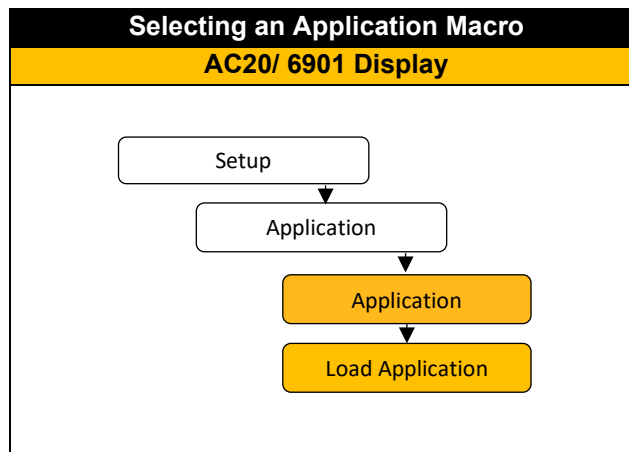 Selecting an Application Macro
AC20/ 6901 Display
Setup
Application
Application
Load Application